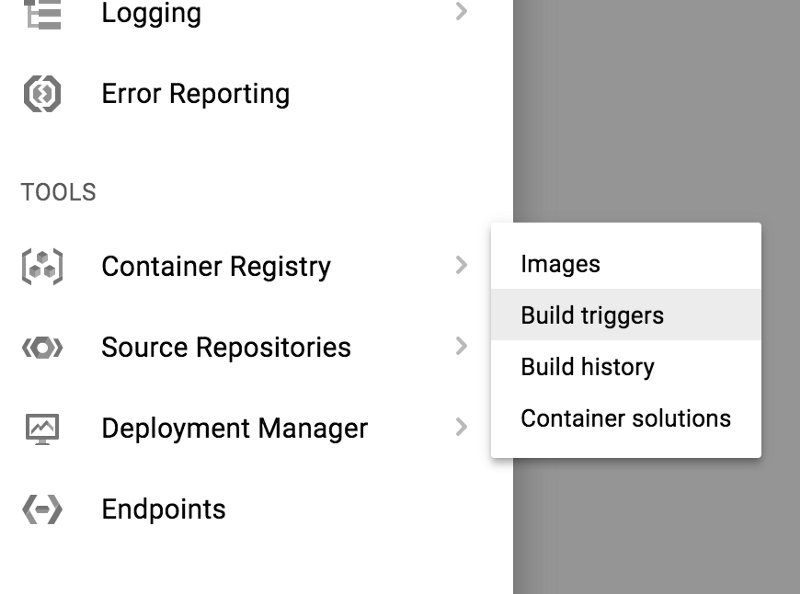 Logging
Error Reporting
TOOLS
Container Registry
Source Repositories
Deployment Manager
Endpoints
Images
Build triggers
Build history
Container solutions